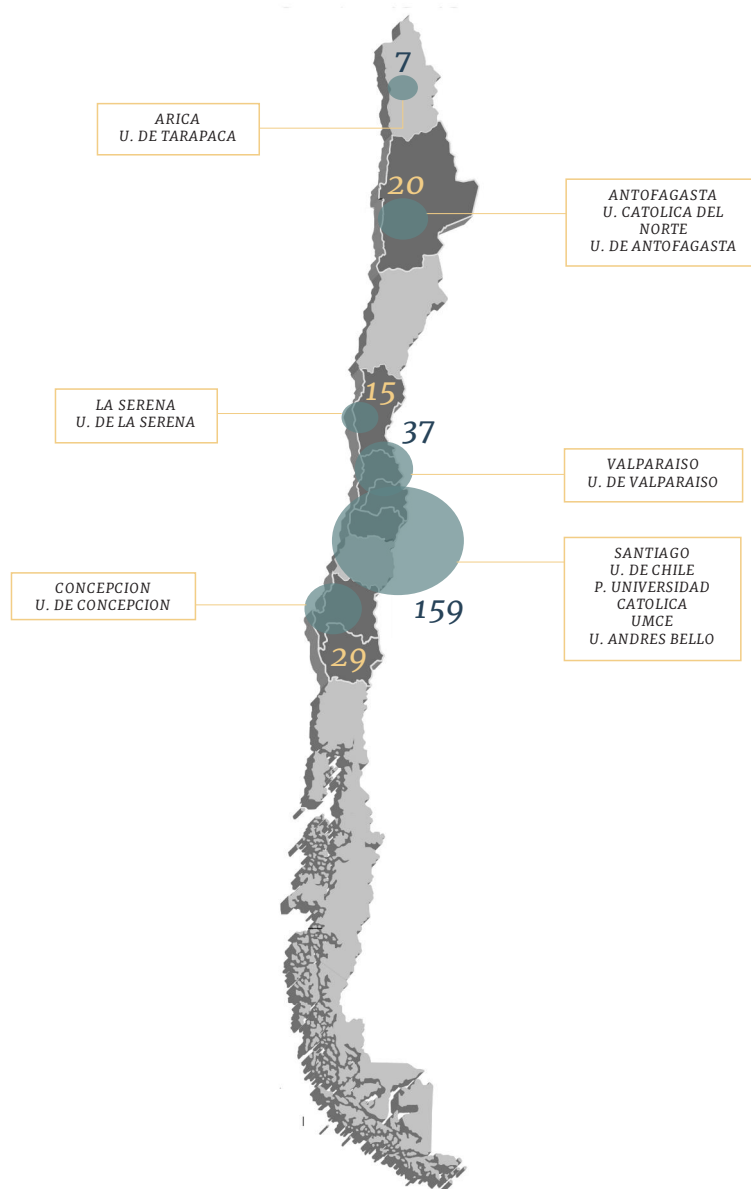 7
ARICA
U. DE TARAPACA
20
ANTOFAGASTA
U. CATOLICA DEL
NORTE
U. DE ANTOFAGASTA
15
LA SERENA
U. DE LA SERENA
37
VALPARAISO
U. DE VALPARAISO
SANTIAGO
U. DE CHILE
P. UNIVERSIDAD
CATOLICA
UMCE
U. ANDRES BELLO
159
CONCEPCION
U. DE CONCEPCION
29